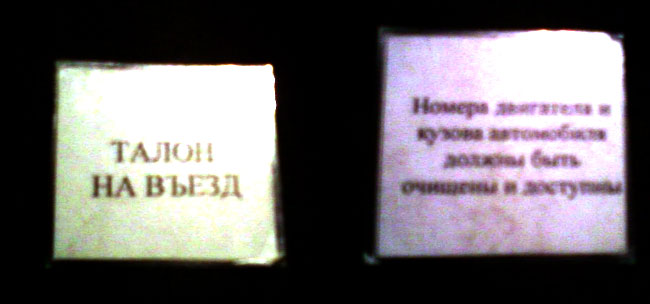 ТАЛОН
НА ВЪЕЗД
Номера двигателя и
кузова автомобиля
должны быть
очищены и доступны